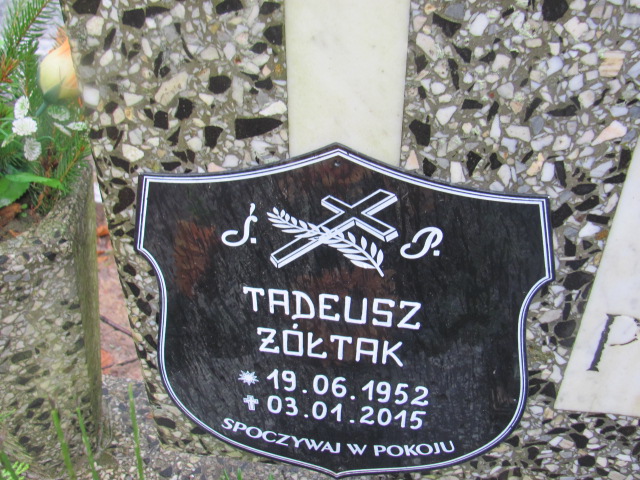 Ś. P.
TADEUSZ
ŻÓŁTAK
19.06.1952
03.01.2015
SPOCZYWAJ W POKOJU